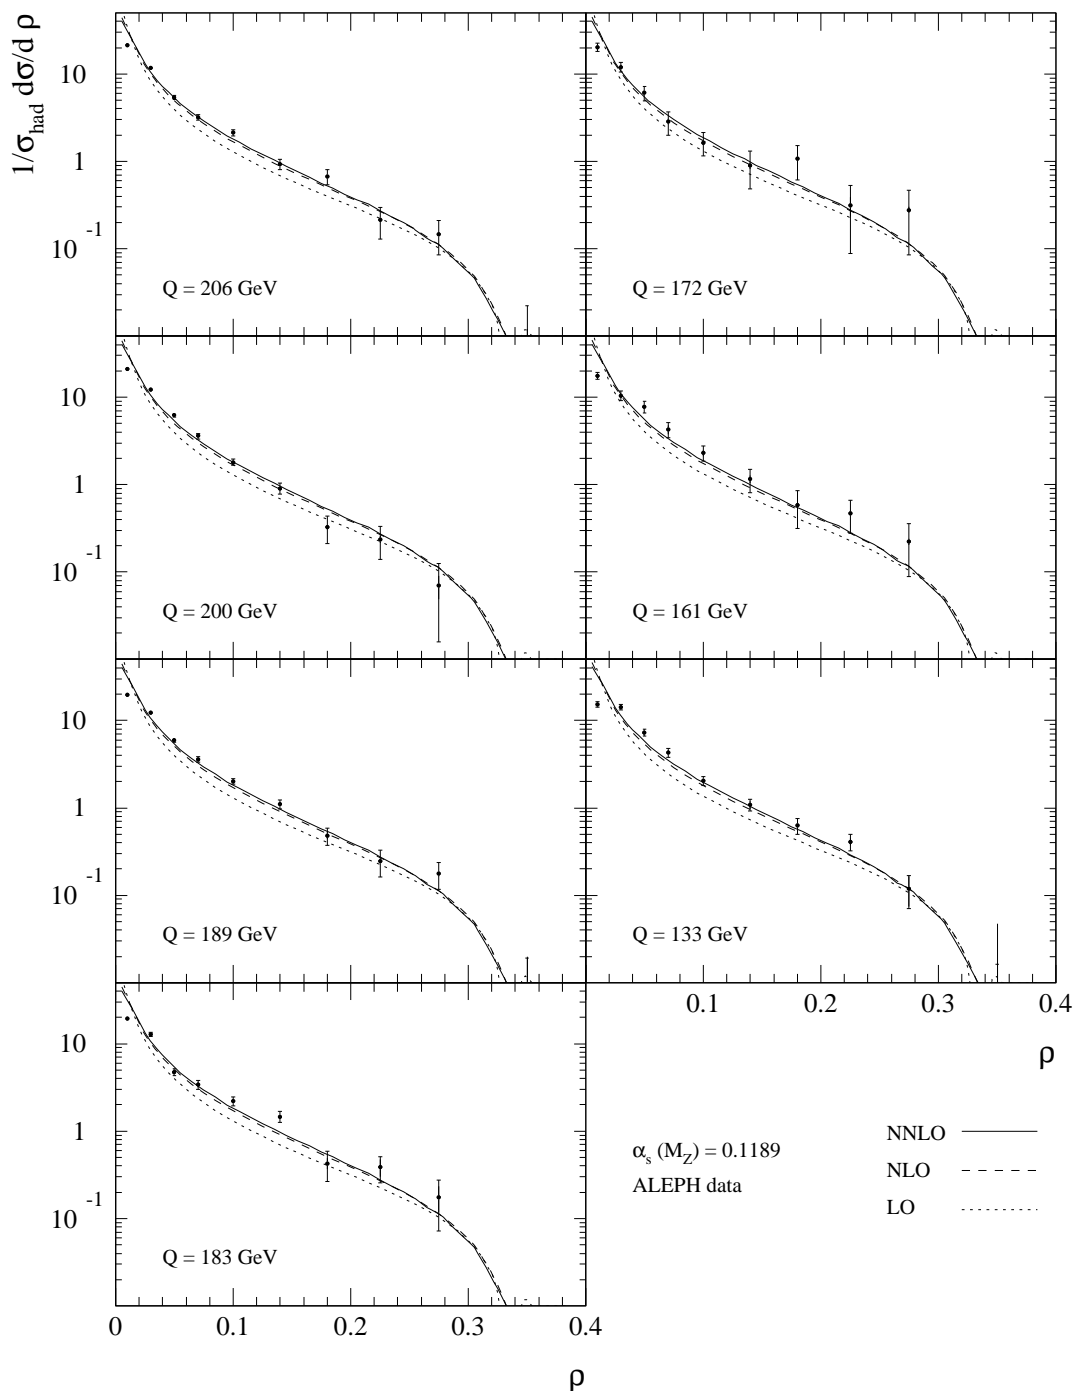 1/σhad dσ/d ρ
10
1
10⁻¹
Q = 206 GeV
Q = 172 GeV
10
1
10⁻¹
Q = 200 GeV
Q = 161 GeV
10
1
10⁻¹
Q = 189 GeV
Q = 133 GeV
0.1 0.2 0.3 0.4
ρ
10
1
10⁻¹
Q = 183 GeV
αs (MZ) = 0.1189
ALEPH data
NNLO
NLO
LO
0 0.1 0.2 0.3 0.4
ρ